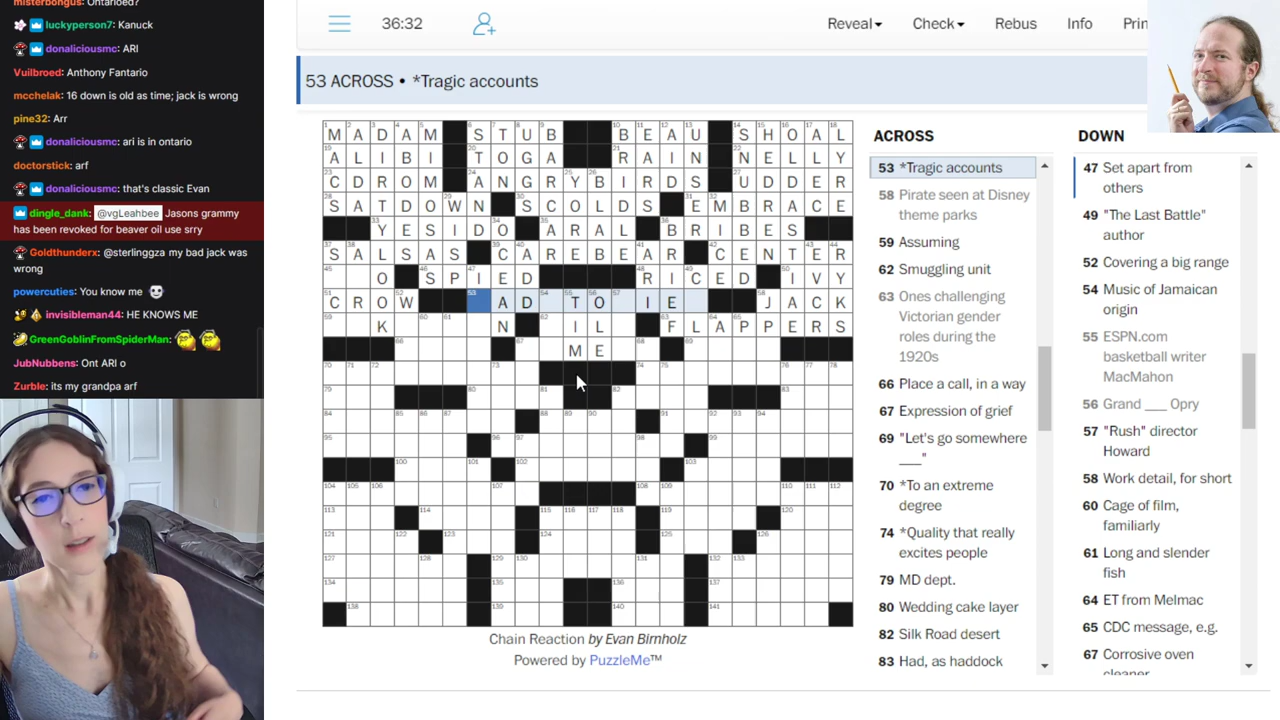 misterbongus: Ontarioed?
luckyperson7: Kanuck
donaliciousmc: ARI
Vuilbroed: Anthony Fantario
mcchelak: 16 down is old as time; jack is wrong
pine32: Arr
donaliciousmc: ari is in ontario
doctorstick: arf
donaliciousmc: that's classic Evan
dingle_dank: @vgLeahbee Jasons grammy
has been revoked for beaver oil use srry
Goldthunderx: @sterlinggza my bad jack was
wrong
powercuties: You know me
invisibleman44: HE KNOWS ME
GreenGoblinFromSpiderMan:
JubNubbens: Ont ARI o
Zurble: its my grandpa arf
36:32
Reveal
Check
Rebus
Info
Prin
53 ACROSS • *Tragic accounts
M A D A M S T U B B E A U S H O A L
A L I B I T O G A R A I N N E L L Y
C D R O M A N G R Y B I R D S U D D E R
S A T D O W N S C O L D S E M B R A C E
Y E S I D O A R A L B R I B E S
S A L S A S C A R E B E A R C E N T E R
O S P I E D R I C E D I V Y
C R O W A D T O I E J A C K
K N I L F L A P P E R S
M E
Chain Reaction by Evan Birnholz
Powered by PuzzleMe™
ACROSS
53 *Tragic accounts
58 Pirate seen at Disney
theme parks
59 Assuming
62 Smuggling unit
63 Ones challenging
Victorian gender
roles during the
1920s
66 Place a call, in a way
67 Expression of grief
69 "Let's go somewhere
___"
70 *To an extreme
degree
74 *Quality that really
excites people
79 MD dept.
80 Wedding cake layer
82 Silk Road desert
83 Had, as haddock
DOWN
47 Set apart from
others
49 "The Last Battle"
author
52 Covering a big range
54 Music of Jamaican
origin
55 ESPN.com
basketball writer
MacMahon
56 Grand ___ Opry
57 "Rush" director
Howard
58 Work detail, for short
60 Cage of film,
familiarly
61 Long and slender
fish
64 ET from Melmac
65 CDC message, e.g.
67 Corrosive oven
cleaner